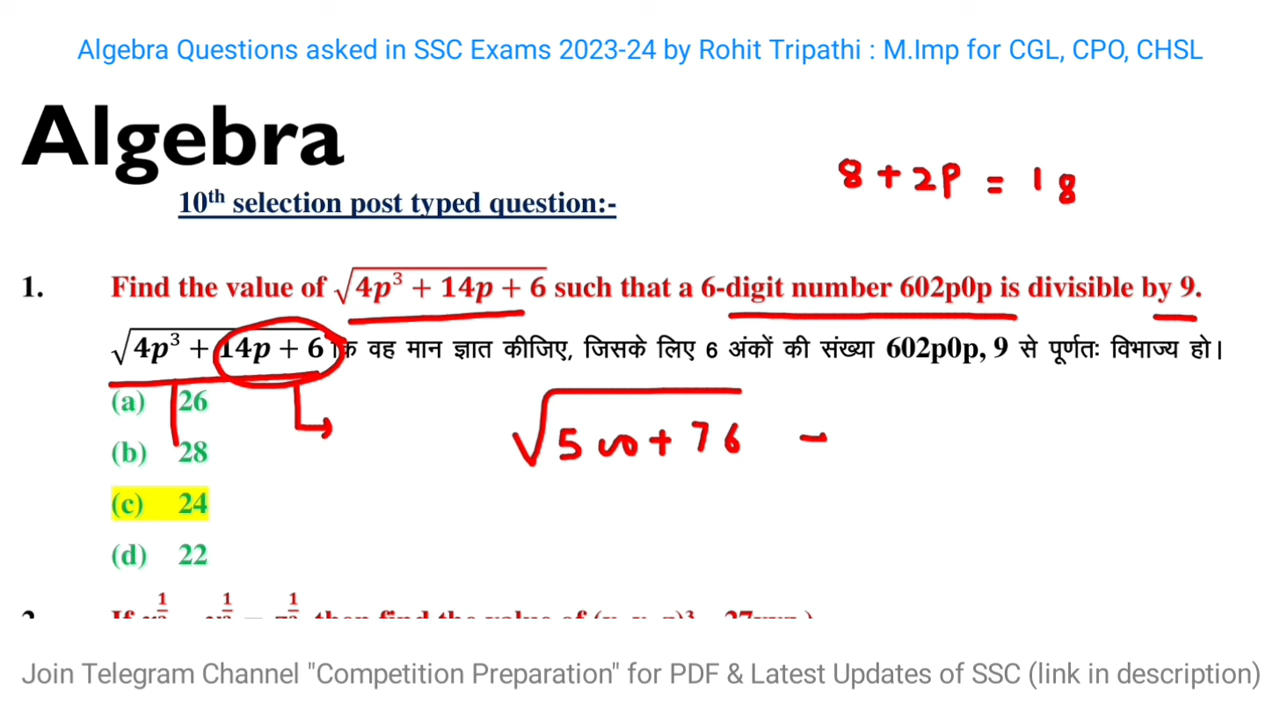 Algebra Questions asked in SSC Exams 2023-24 by Rohit Tripathi : M.Imp for CGL, CPO, CHSL
Algebra
8 + 2p = 18
10th selection post typed question:-
1. Find the value of √4p³ + 14p + 6 such that a 6-digit number 602p0p is divisible by 9.
√4p³ + 14p + 6 कि वह मान ज्ञात कीजिए, जिसके लिए 6 अंकों की संख्या 602p0p, 9 से पूर्णतः विभाज्य हो।
(a) 26
(b) 28
√500 + 76 =
(c) 24
(d) 22
Join Telegram Channel "Competition Preparation" for PDF & Latest Updates of SSC (link in description)